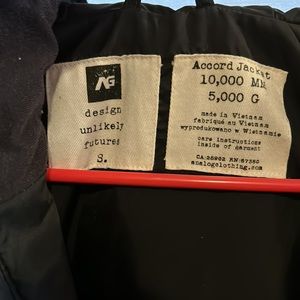 AG
design
unlikely
futures
S.
Accord Jacket
10,000 MM
5,000 G
made in Vietnam
fabriqué au Vietnam
wyprodukowano w Wietnamie
care instructions
inside of garment
CA 25962 RN 87380
analogclothing.com